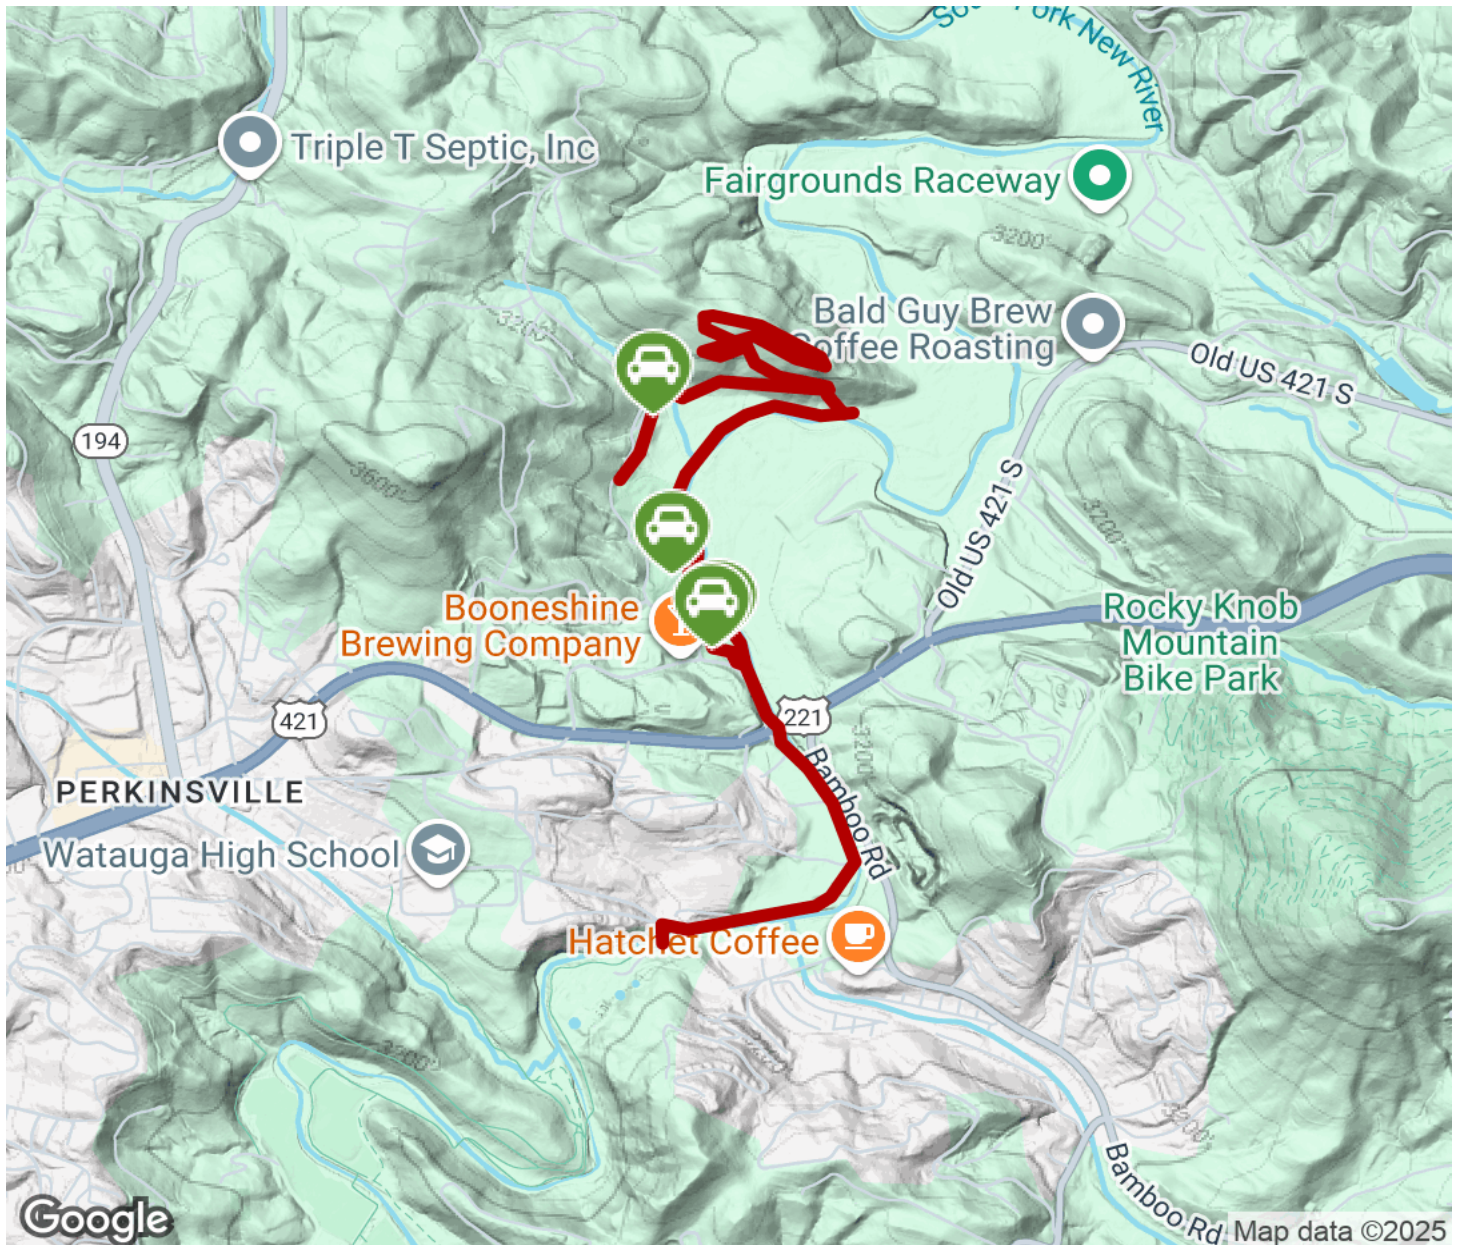 South Fork New River
Triple T Septic, Inc
Fairgrounds Raceway
3200'
Bald Guy Brew
Coffee Roasting
3200'
Old US 421 S
194
3600'
3200'
Old US 421 S
Booneshine
Brewing Company
Rocky Knob
Mountain
Bike Park
421
221
3200'
Bamboo Rd
PERKINSVILLE
Watauga High School
Hatchet Coffee
3200'
Bamboo Rd
Google
Map data ©2025